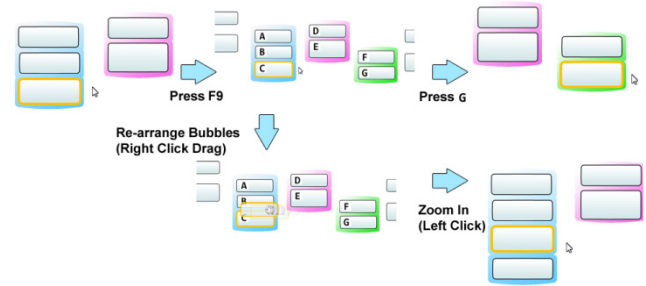 A
B
C
D
E
F
G
Press F9
Press G
Re-arrange Bubbles
(Right Click Drag)
A
B
C
D
E
F
G
Zoom In
(Left Click)